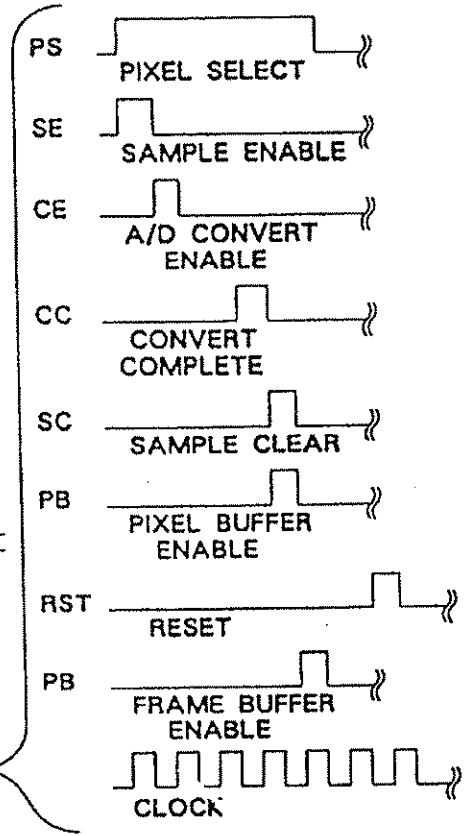 PS
PIXEL SELECT
SE
SAMPLE ENABLE
CE
A/D CONVERT
ENABLE
CC
CONVERT
COMPLETE
SC
SAMPLE CLEAR
PB
PIXEL BUFFER
ENABLE
RST
RESET
PB
FRAME BUFFER
ENABLE
CLOCK